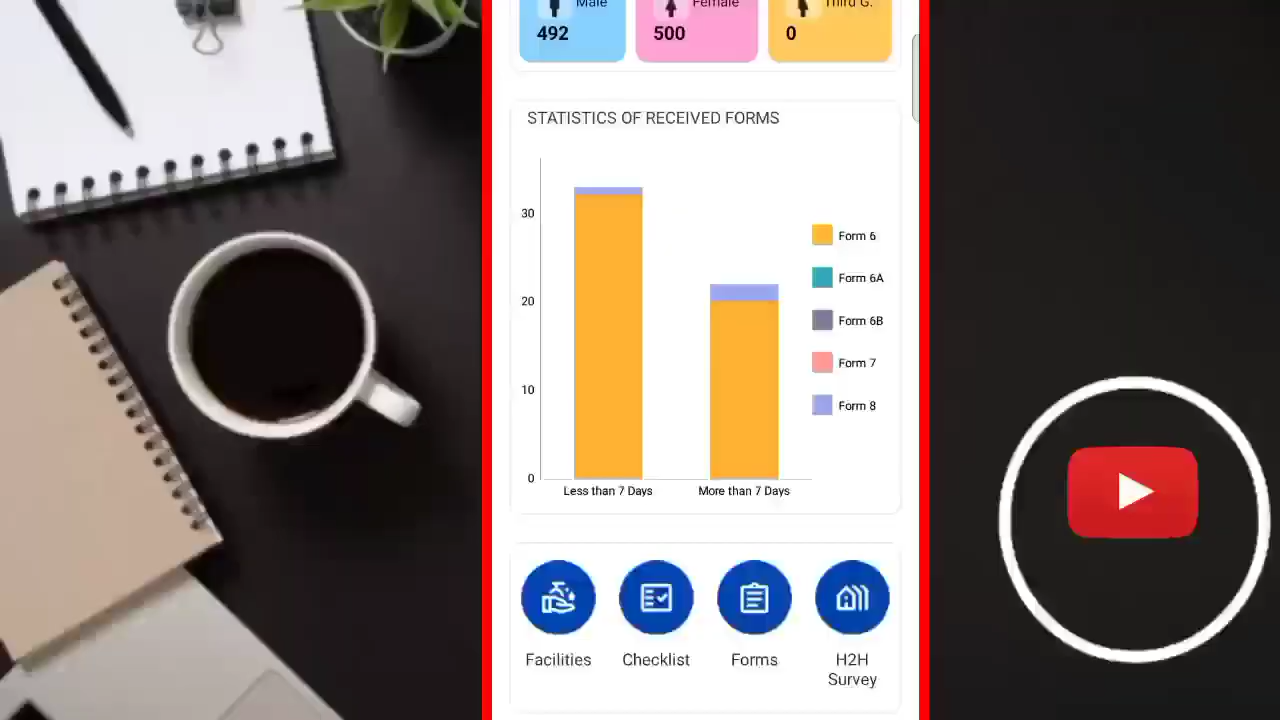 Male Female Third G.
492 500 0
STATISTICS OF RECEIVED FORMS
30
20
10
0
Less than 7 Days More than 7 Days
Form 6
Form 6A
Form 6B
Form 7
Form 8
Facilities Checklist Forms H2H
Survey